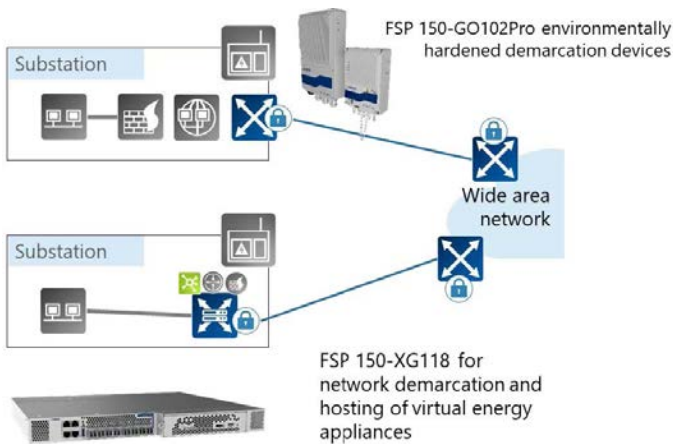 FSP 150-GO102Pro environmentally
hardened demarcation devices
Substation
Wide area
network
Substation
FSP 150-XG118 for
network demarcation and
hosting of virtual energy
appliances